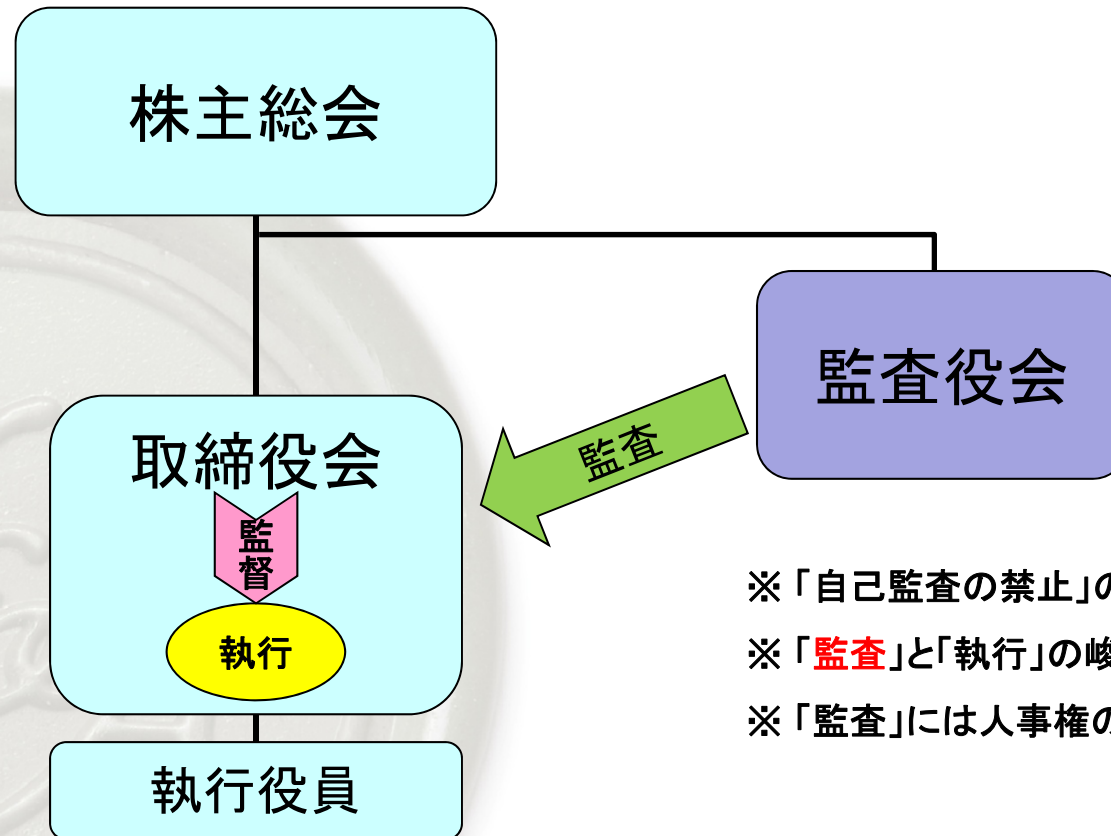 株主総会
監査役会
監査
取締役会
監督
執行
※「自己監査の禁止」の
※「監査」と「執行」の峻
※「監査」には人事権の
執行役員